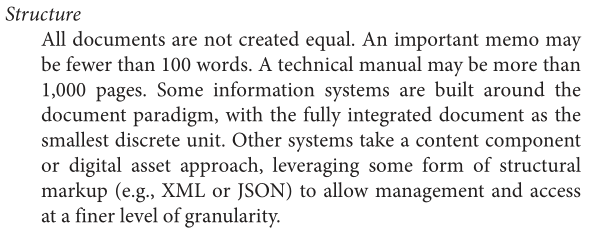 Structure
All documents are not created equal. An important memo may
be fewer than 100 words. A technical manual may be more than
1,000 pages. Some information systems are built around the
document paradigm, with the fully integrated document as the
smallest discrete unit. Other systems take a content component
or digital asset approach, leveraging some form of structural
markup (e.g., XML or JSON) to allow management and access
at a finer level of granularity.